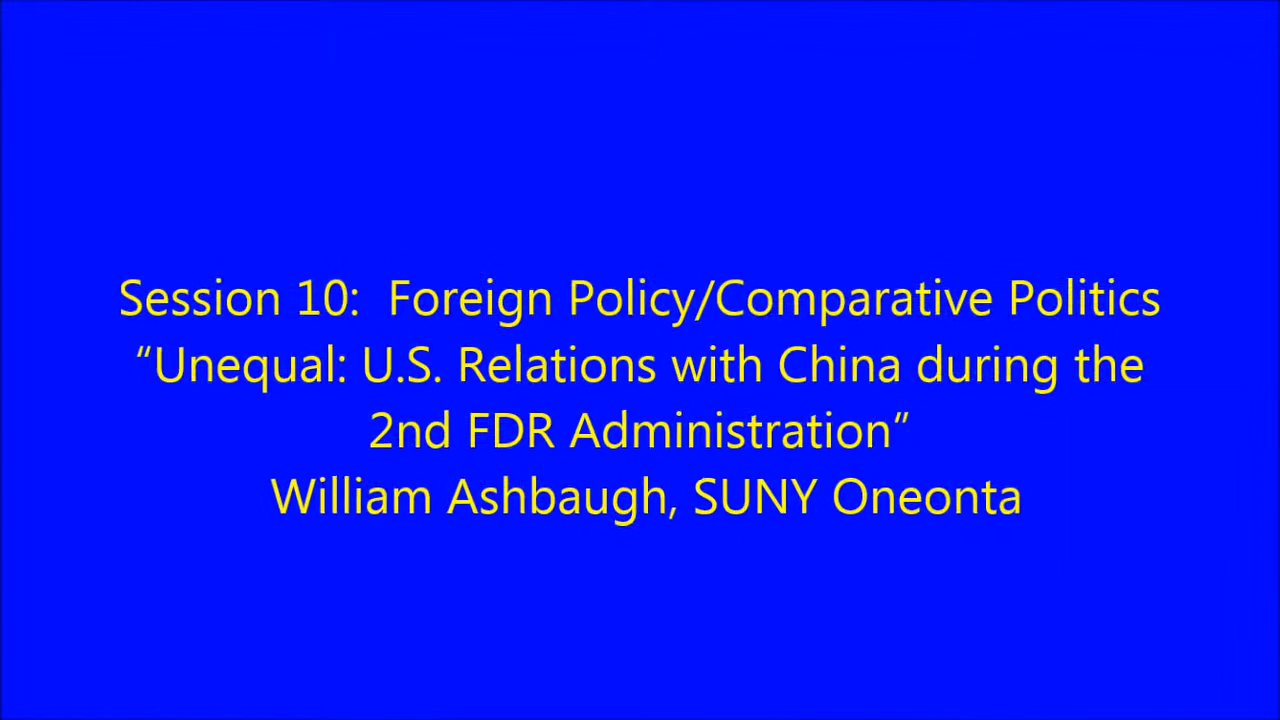 Session 10:  Foreign Policy/Comparative Politics
“Unequal: U.S. Relations with China during the
2nd FDR Administration”
William Ashbaugh, SUNY Oneonta